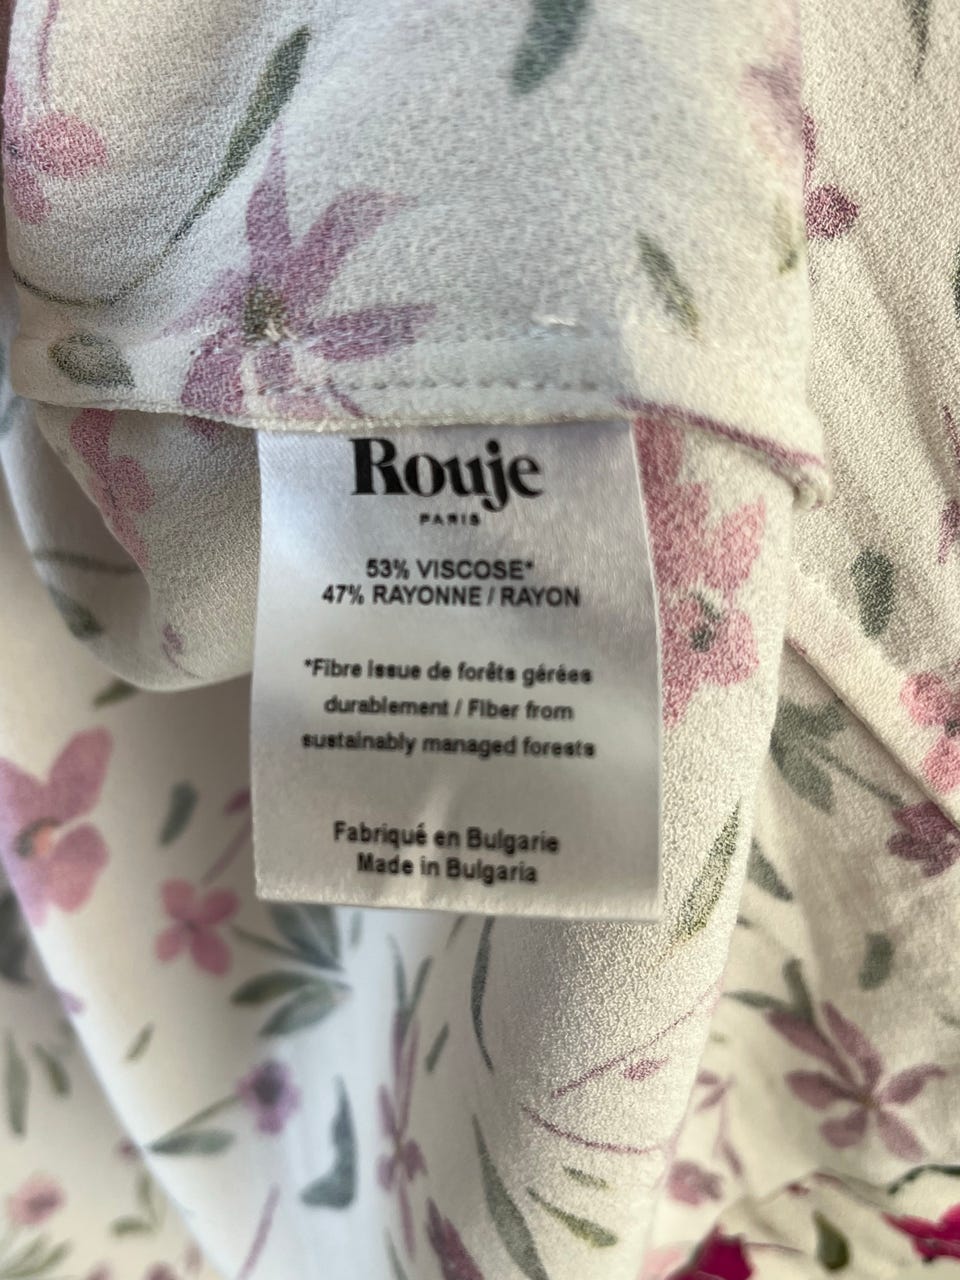 Rouje
PARIS
53% VISCOSE*
47% RAYONNE / RAYON
*Fibre issue de forêts gérées
durablement / Fiber from
sustainably managed forests
Fabriqué en Bulgarie
Made in Bulgaria